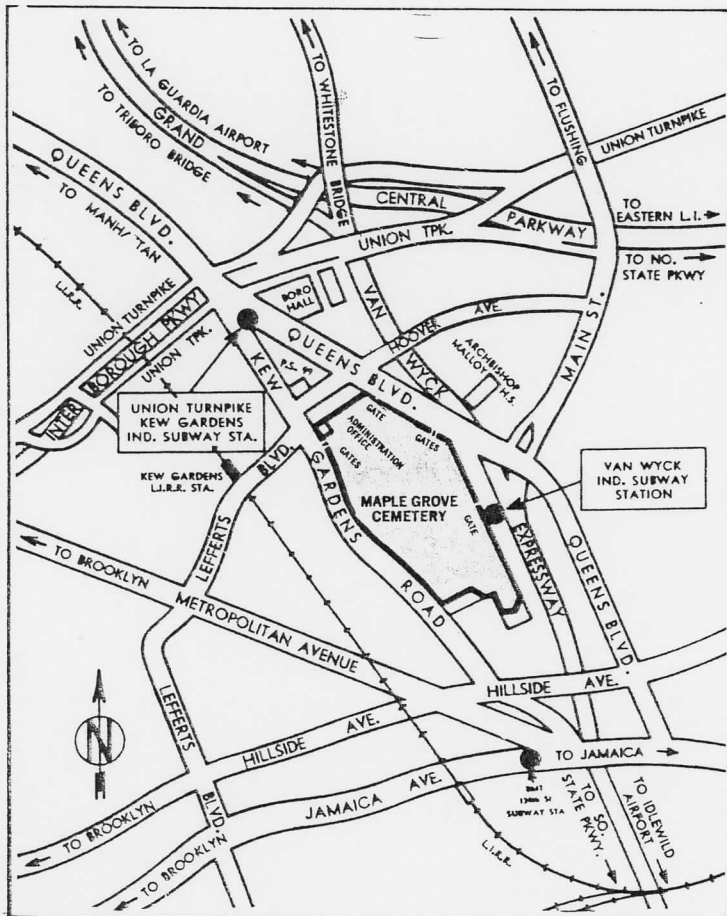 TO LA GUARDIA AIRPORT
GRAND
TO TRIBORO BRIDGE
TO WHITESTONE BRIDGE
TO FLUSHING
UNION TURNPIKE
QUEENS BLVD.
TO MANH/TAN
L.I.R.R.
CENTRAL
PARKWAY
TO
EASTERN L.I.
UNION TPK.
TO NO.
STATE PKWY
UNION TURNPIKE
INTER BOROUGH PKWY
UNION TPK.
BORO
HALL
VAN
WYCK
HOOVER AVE.
MAIN ST.
ARCHBISHOP
MALLOY
H.S.
QUEENS BLVD.
P.S. 99
KEW
GARDENS
ROAD
UNION TURNPIKE
KEW GARDENS
IND. SUBWAY STA.
GATE
GATES
ADMINISTRATION
OFFICE
GATES
MAPLE GROVE
CEMETERY
GATE
VAN WYCK
IND. SUBWAY
STATION
KEW GARDENS
L.I.R.R. STA.
LEFFERTS
BLVD.
EXPRESSWAY
QUEENS BLVD.
TO BROOKLYN
METROPOLITAN AVENUE
HILLSIDE AVE.
N
LEFFERTS
BLVD.
HILLSIDE AVE.
TO BROOKLYN
TO JAMAICA
JAMAICA AVE.
TO BROOKLYN
SUBWAY STA
TO SO.
STATE PKWY.
TO IDLEWILD
AIRPORT
L.I.R.R.